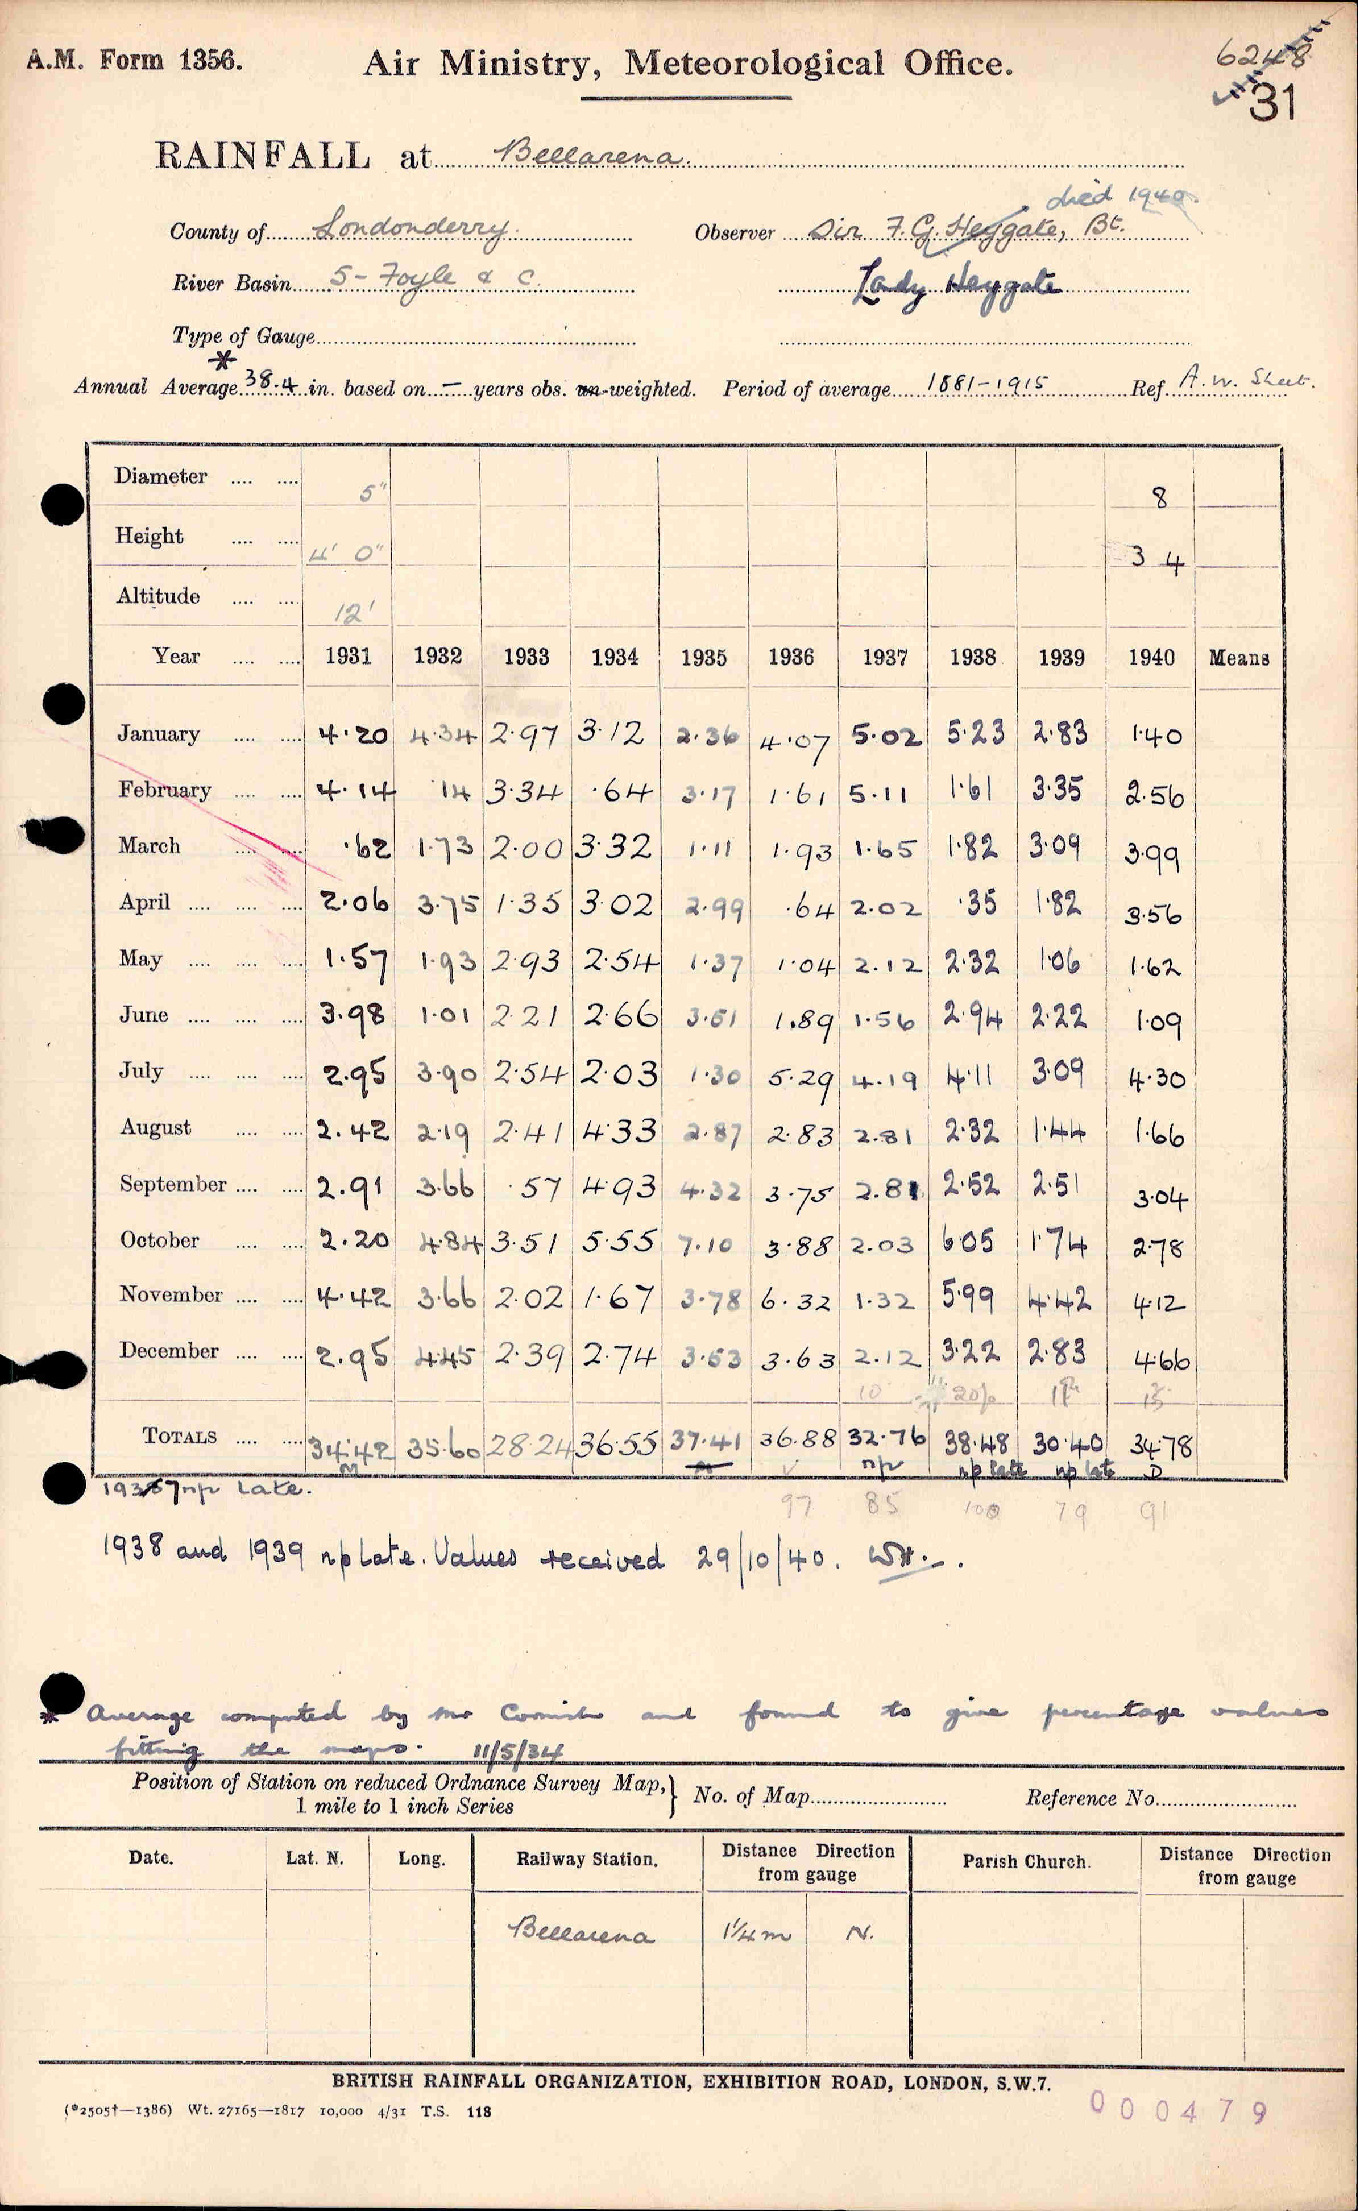 A.M. Form 1356.
Air Ministry, Meteorological Office.
6248
31
RAINFALL at Bellarena
died 1940
County of Londonderry
Observer Sir F. G. Heygate, Bt.
River Basin 5 - Foyle & C.
Lady Heygate
Type of Gauge
*
Annual Average 38.4 in. based on — years obs. un-weighted. Period of average 1881-1915 Ref. A.W. Sheet.
Diameter 5" 8
Height 4' 0" 3 4
Altitude 12'
Year 1931 1932 1933 1934 1935 1936 1937 1938 1939 1940 Means
January 4.20 4.34 2.97 3.12 2.36 4.07 5.02 5.23 2.83 1.40
February 4.14 .14 3.34 .64 3.17 1.61 5.11 1.61 3.35 2.56
March .62 1.73 2.00 3.32 1.11 1.93 1.65 1.82 3.09 3.99
April 2.06 3.75 1.35 3.02 2.99 .64 2.02 .35 1.82 3.56
May 1.57 1.93 2.93 2.54 1.37 1.04 2.12 2.32 1.06 1.62
June 3.98 1.01 2.21 2.66 3.51 1.89 1.56 2.94 2.22 1.09
July 2.95 3.90 2.54 2.03 1.30 5.29 4.19 4.11 3.09 4.30
August 2.42 2.19 2.41 4.33 2.87 2.83 2.81 2.32 1.44 1.66
September 2.91 3.66 .57 4.93 4.32 3.75 2.81 2.52 2.51 3.04
October 2.20 4.84 3.51 5.55 7.10 3.88 2.03 6.05 1.74 2.78
November 4.42 3.66 2.02 1.67 3.78 6.32 1.32 5.99 4.42 4.12
December 2.95 4.45 2.39 2.74 3.53 3.63 2.12 3.22 2.83 4.66
TOTALS 34.42 35.60 28.24 36.55 37.41 36.88 32.76 38.48 30.40 34.78
M np np late np late D
1937 np late.
97 85 100 79 91
1938 and 1939 np late. Values received 29/10/40. WH.
* Average computed by Mr Cornish and found to give percentage values
fitting the maps. 11/5/34
Position of Station on reduced Ordnance Survey Map, 1 mile to 1 inch Series } No. of Map Reference No.
Date. Lat. N. Long. Railway Station. Distance Direction from gauge Parish Church. Distance Direction from gauge
Bellarena 1¼ m N.
BRITISH RAINFALL ORGANIZATION, EXHIBITION ROAD, LONDON, S.W.7.
(*2505†—1386) Wt. 27165—1817 10,000 4/31 T.S. 118
000479